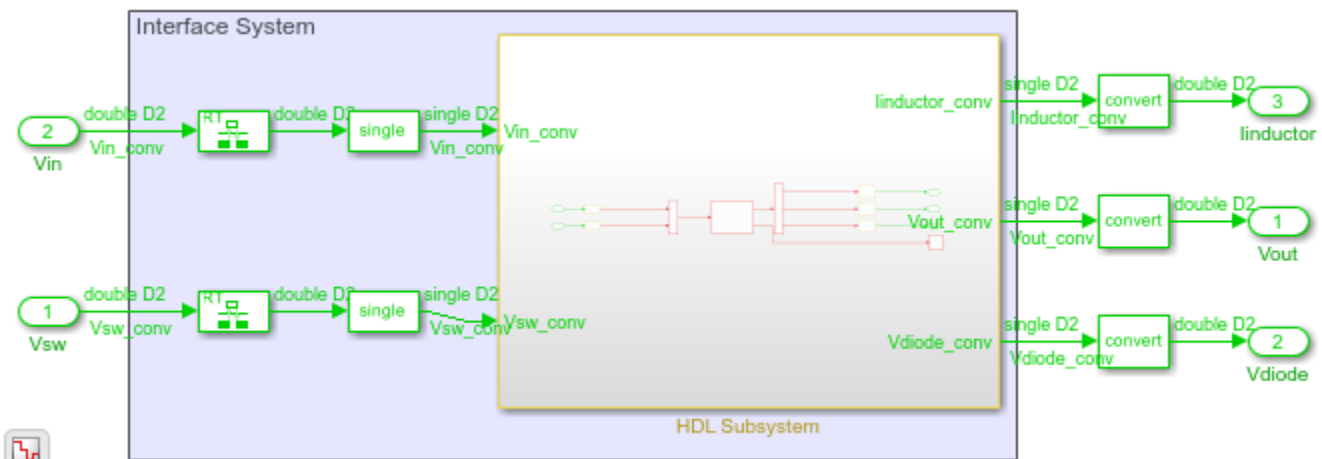 Interface System
double D2
RT
double D2
single D2
2
single
Vin_conv
Vin_conv
Vin_conv
Vin
double D2
RT
double D2
single D2
1
single
Vsw_conv
Vsw_conv
Vsw_conv
Vsw
Iinductor_conv
Vout_conv
Vdiode_conv
HDL Subsystem
single D2
double D2
convert
3
Iinductor_conv
Iinductor
single D2
double D2
convert
1
Vout_conv
Vout
single D2
double D2
convert
2
Vdiode_conv
Vdiode